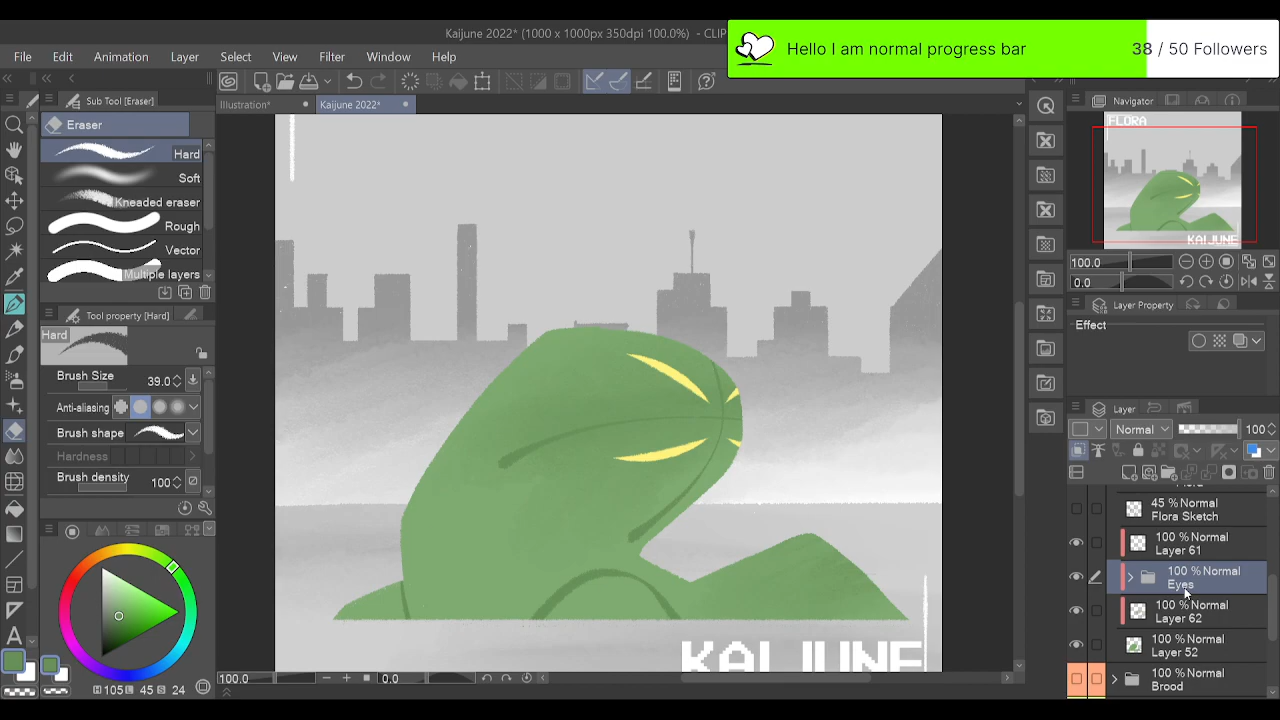 Kaijune 2022* (1000 x 1000px 350dpi 100.0%) - CLIP
Hello I am normal progress bar
38 / 50 Followers
File Edit Animation Layer Select View Filter Window Help
Sub Tool [Eraser]
Illustration*
Kaijune 2022*
Navigator
Eraser
Hard
Soft
Kneaded eraser
Rough
Vector
Multiple layers
FLORA
KAIJUNE
100.0
0.0
Tool property [Hard]
Hard
Layer Property
Effect
Brush Size 39.0
Anti-aliasing
Brush shape
Hardness
Brush density 100
Layer
Normal 100
45 % Normal
Flora Sketch
100 % Normal
Layer 61
100 % Normal
Eyes
100 % Normal
Layer 62
100 % Normal
Layer 52
100 % Normal
Brood
KAIJUNE
A
H 105 L 45 S 24
100.0
0.0